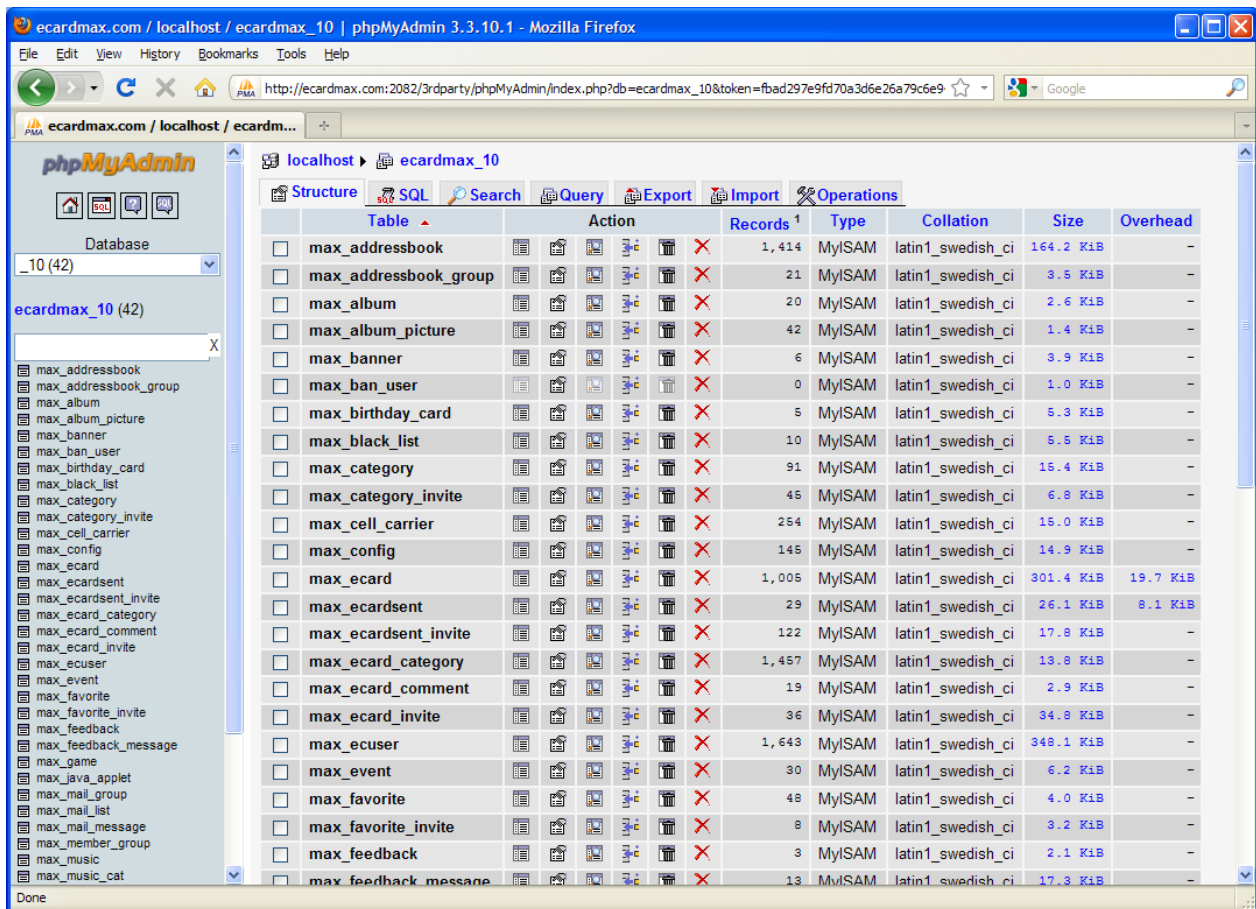 ecardmax.com / localhost / ecardmax_10 | phpMyAdmin 3.3.10.1 - Mozilla Firefox
File Edit View History Bookmarks Tools Help
http://ecardmax.com:2082/3rdparty/phpMyAdmin/index.php?db=ecardmax_10&token=fbad297e9fd70a3d6e26a79c6e9 Google
PMA ecardmax.com / localhost / ecardm...
phpMyAdmin
SQL
Database
_10 (42)
ecardmax_10 (42)
X
max_addressbook
max_addressbook_group
max_album
max_album_picture
max_banner
max_ban_user
max_birthday_card
max_black_list
max_category
max_category_invite
max_cell_carrier
max_config
max_ecard
max_ecardsent
max_ecardsent_invite
max_ecard_category
max_ecard_comment
max_ecard_invite
max_ecuser
max_event
max_favorite
max_favorite_invite
max_feedback
max_feedback_message
max_game
max_java_applet
max_mail_group
max_mail_list
max_mail_message
max_member_group
max_music
max_music_cat
localhost ecardmax_10
Structure SQL Search Query Export Import Operations
Table Action Records 1 Type Collation Size Overhead
max_addressbook 1,414 MyISAM latin1_swedish_ci 164.2 KiB -
max_addressbook_group 21 MyISAM latin1_swedish_ci 3.5 KiB -
max_album 20 MyISAM latin1_swedish_ci 2.6 KiB -
max_album_picture 42 MyISAM latin1_swedish_ci 1.4 KiB -
max_banner 6 MyISAM latin1_swedish_ci 3.9 KiB -
max_ban_user 0 MyISAM latin1_swedish_ci 1.0 KiB -
max_birthday_card 5 MyISAM latin1_swedish_ci 5.3 KiB -
max_black_list 10 MyISAM latin1_swedish_ci 5.5 KiB -
max_category 91 MyISAM latin1_swedish_ci 15.4 KiB -
max_category_invite 45 MyISAM latin1_swedish_ci 6.8 KiB -
max_cell_carrier 254 MyISAM latin1_swedish_ci 15.0 KiB -
max_config 145 MyISAM latin1_swedish_ci 14.9 KiB -
max_ecard 1,005 MyISAM latin1_swedish_ci 301.4 KiB 19.7 KiB
max_ecardsent 29 MyISAM latin1_swedish_ci 26.1 KiB 8.1 KiB
max_ecardsent_invite 122 MyISAM latin1_swedish_ci 17.8 KiB -
max_ecard_category 1,457 MyISAM latin1_swedish_ci 13.8 KiB -
max_ecard_comment 19 MyISAM latin1_swedish_ci 2.9 KiB -
max_ecard_invite 36 MyISAM latin1_swedish_ci 34.8 KiB -
max_ecuser 1,643 MyISAM latin1_swedish_ci 348.1 KiB -
max_event 30 MyISAM latin1_swedish_ci 6.2 KiB -
max_favorite 48 MyISAM latin1_swedish_ci 4.0 KiB -
max_favorite_invite 8 MyISAM latin1_swedish_ci 3.2 KiB -
max_feedback 3 MyISAM latin1_swedish_ci 2.1 KiB -
max_feedback_message 13 MyISAM latin1_swedish_ci 17.3 KiB -
Done